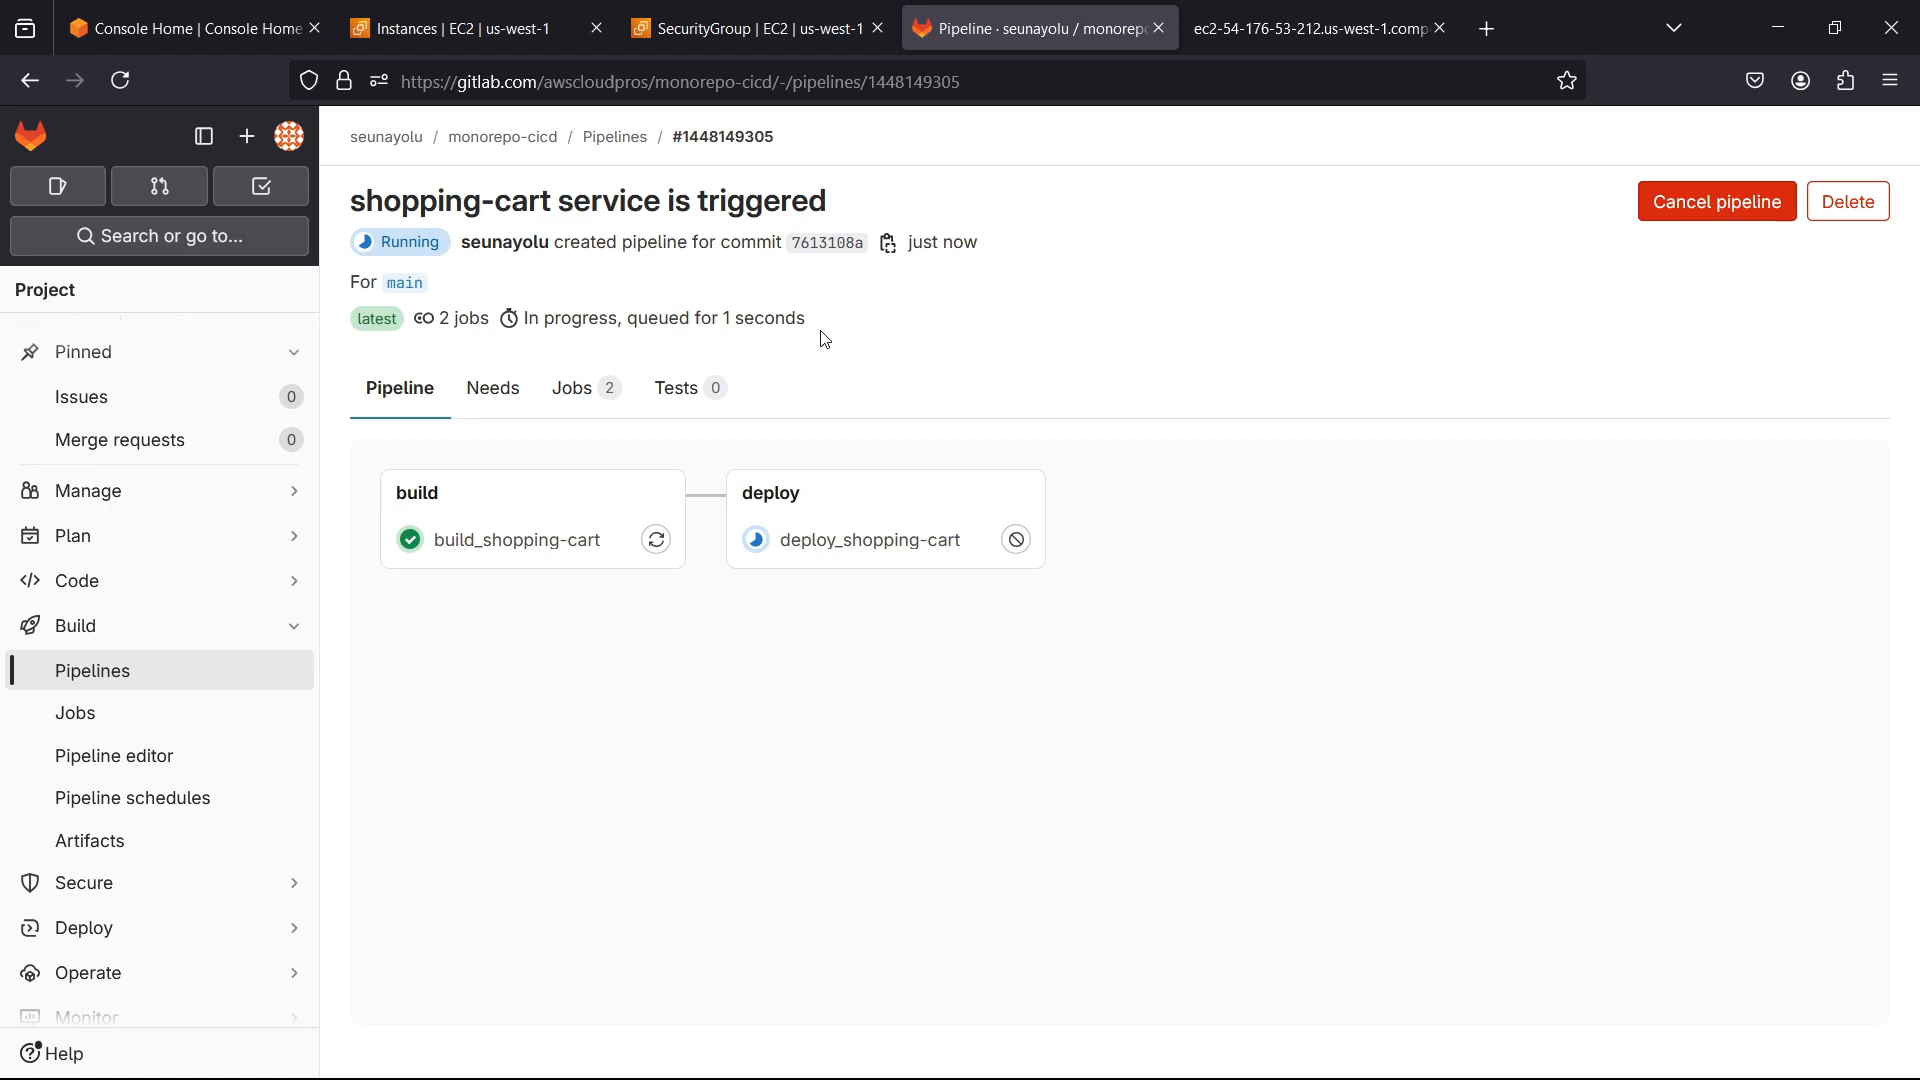 Console Home | Console Home
Instances | EC2 | us-west-1
SecurityGroup | EC2 | us-west-1
Pipeline · seunayolu / monorepo
ec2-54-176-53-212.us-west-1.comp
https://gitlab.com/awscloudpros/monorepo-cicd/-/pipelines/1448149305
Search or go to...
Project
Pinned
Issues 0
Merge requests 0
Manage
Plan
Code
Build
Pipelines
Jobs
Pipeline editor
Pipeline schedules
Artifacts
Secure
Deploy
Operate
Monitor
Help
seunayolu / monorepo-cicd / Pipelines / #1448149305
shopping-cart service is triggered
Cancel pipeline
Delete
Running seunayolu created pipeline for commit 7613108a just now
For main
latest 2 jobs In progress, queued for 1 seconds
Pipeline Needs Jobs 2 Tests 0
build
build_shopping-cart
deploy
deploy_shopping-cart